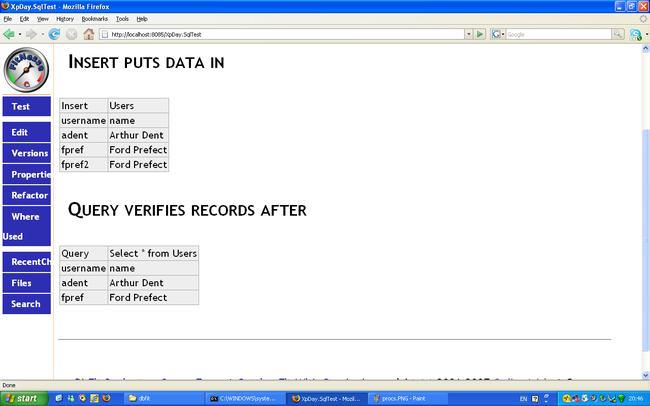 XpDay.SqlTest - Mozilla Firefox
File Edit View History Bookmarks Tools Help
http://localhost:8085/XpDay.SqlTest
Google
FitNesse
Test
Edit
Versions
Propertie
Refactor
Where
Used
RecentCh
Files
Search
INSERT PUTS DATA IN
Insert Users
username name
adent Arthur Dent
fpref Ford Prefect
fpref2 Ford Prefect
QUERY VERIFIES RECORDS AFTER
Query Select * from Users
username name
adent Arthur Dent
fpref Ford Prefect
Done
start
dbfit
C:\WINDOWS\system...
XpDay.SqlTest - Mozil...
procs.PNG - Paint
EN
20:46